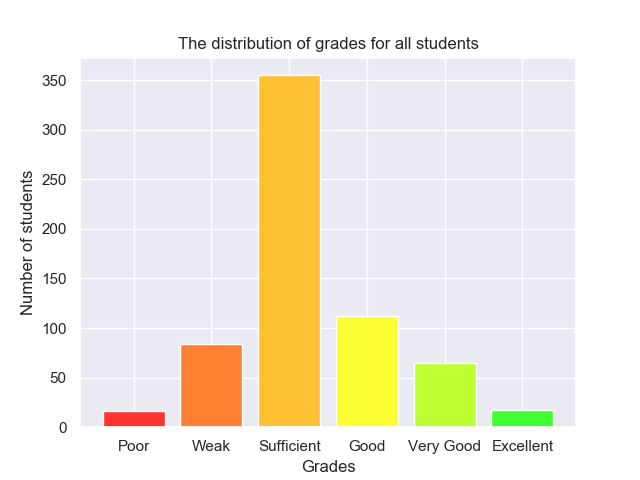 The distribution of grades for all students
350
300
250
200
150
100
50
0
Number of students
Poor Weak Sufficient Good Very Good Excellent
Grades